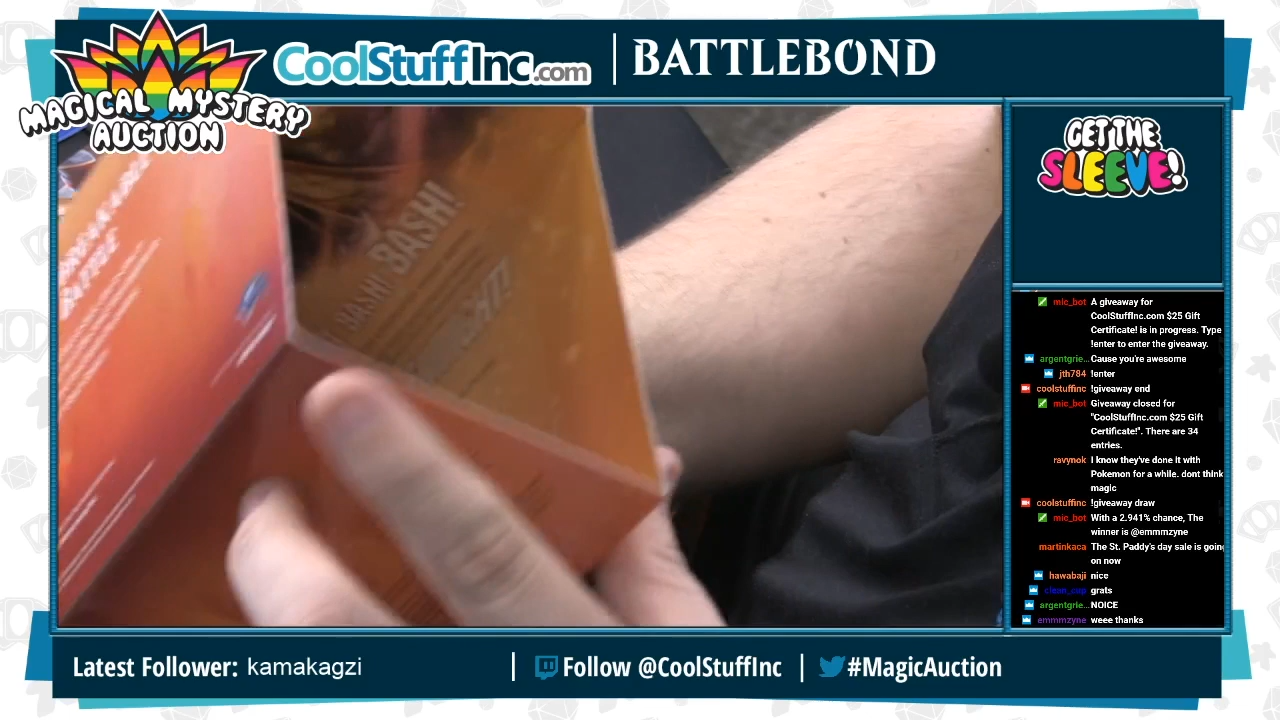 MAGICAL MYSTERY
AUCTION
CoolStuffInc.com
BATTLEBOND
GET THE
SLEEVE!
BASH!
mic_bot A giveaway for
CoolStuffInc.com $25 Gift
Certificate! is in progress. Type
!enter to enter the giveaway.
argentgrie... Cause you're awesome
jth784 !enter
coolstuffinc !giveaway end
mic_bot Giveaway closed for
"CoolStuffInc.com $25 Gift
Certificate!". There are 34
entries.
ravynok I know they've done it with
Pokemon for a while. dont think
magic
coolstuffinc !giveaway draw
mic_bot With a 2.941% chance, The
winner is @emmmzyne
martinkaca The St. Paddy's day sale is going
on now
hawabaji nice
clean_cup grats
argentgrie... NOICE
emmmzyne weee thanks
Latest Follower: kamakagzi
Follow @CoolStuffInc
#MagicAuction